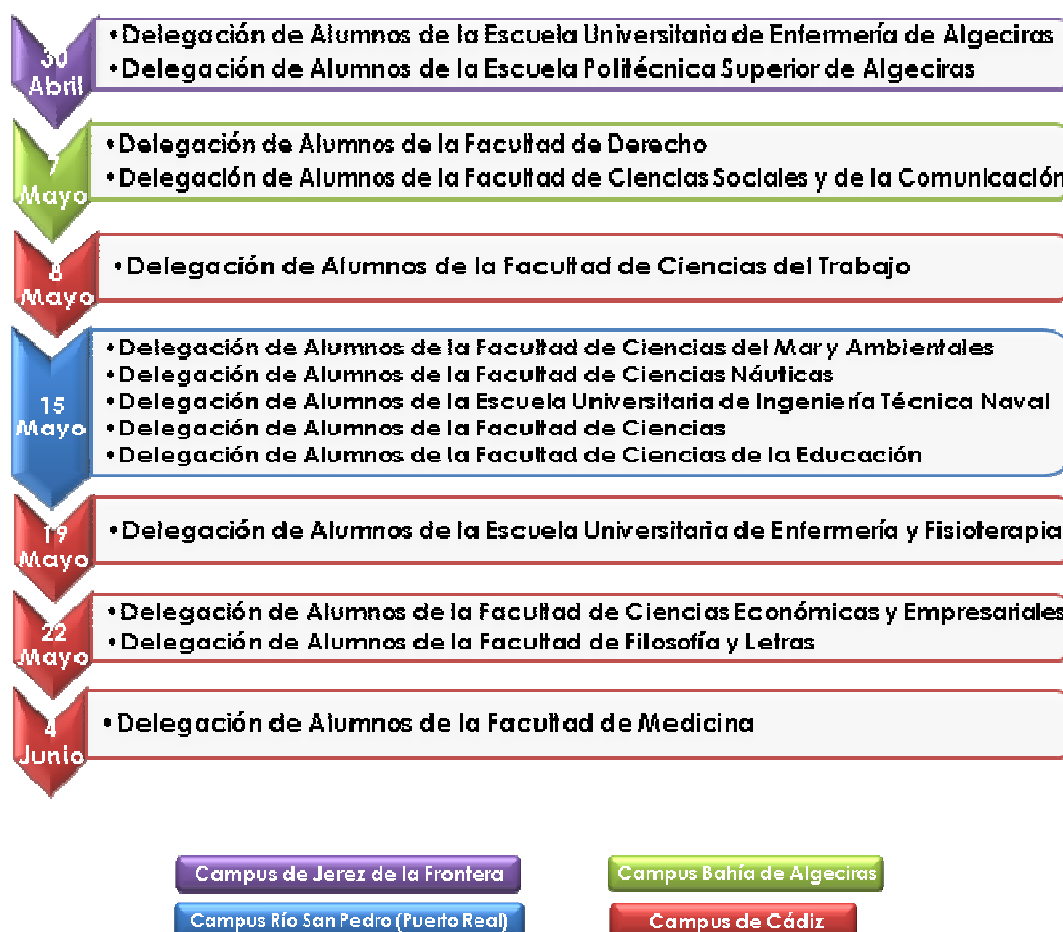 30
Abril
•Delegación de Alumnos de la Escuela Universitaria de Enfermería de Algeciras
•Delegación de Alumnos de la Escuela Politécnica Superior de Algeciras
7
Mayo
•Delegación de Alumnos de la Facultad de Derecho
•Delegación de Alumnos de la Facultad de Ciencias Sociales y de la Comunicación
8
Mayo
•Delegación de Alumnos de la Facultad de Ciencias del Trabajo
15
Mayo
•Delegación de Alumnos de la Facultad de Ciencias del Mar y Ambientales
•Delegación de Alumnos de la Facultad de Ciencias Náuticas
•Delegación de Alumnos de la Escuela Universitaria de Ingeniería Técnica Naval
•Delegación de Alumnos de la Facultad de Ciencias
•Delegación de Alumnos de la Facultad de Ciencias de la Educación
19
Mayo
•Delegación de Alumnos de la Escuela Universitaria de Enfermería y Fisioterapia
22
Mayo
•Delegación de Alumnos de la Facultad de Ciencias Económicas y Empresariales
•Delegación de Alumnos de la Facultad de Filosofía y Letras
4
Junio
•Delegación de Alumnos de la Facultad de Medicina
Campus de Jerez de la Frontera
Campus Bahía de Algeciras
Campus Río San Pedro (Puerto Real)
Campus de Cádiz